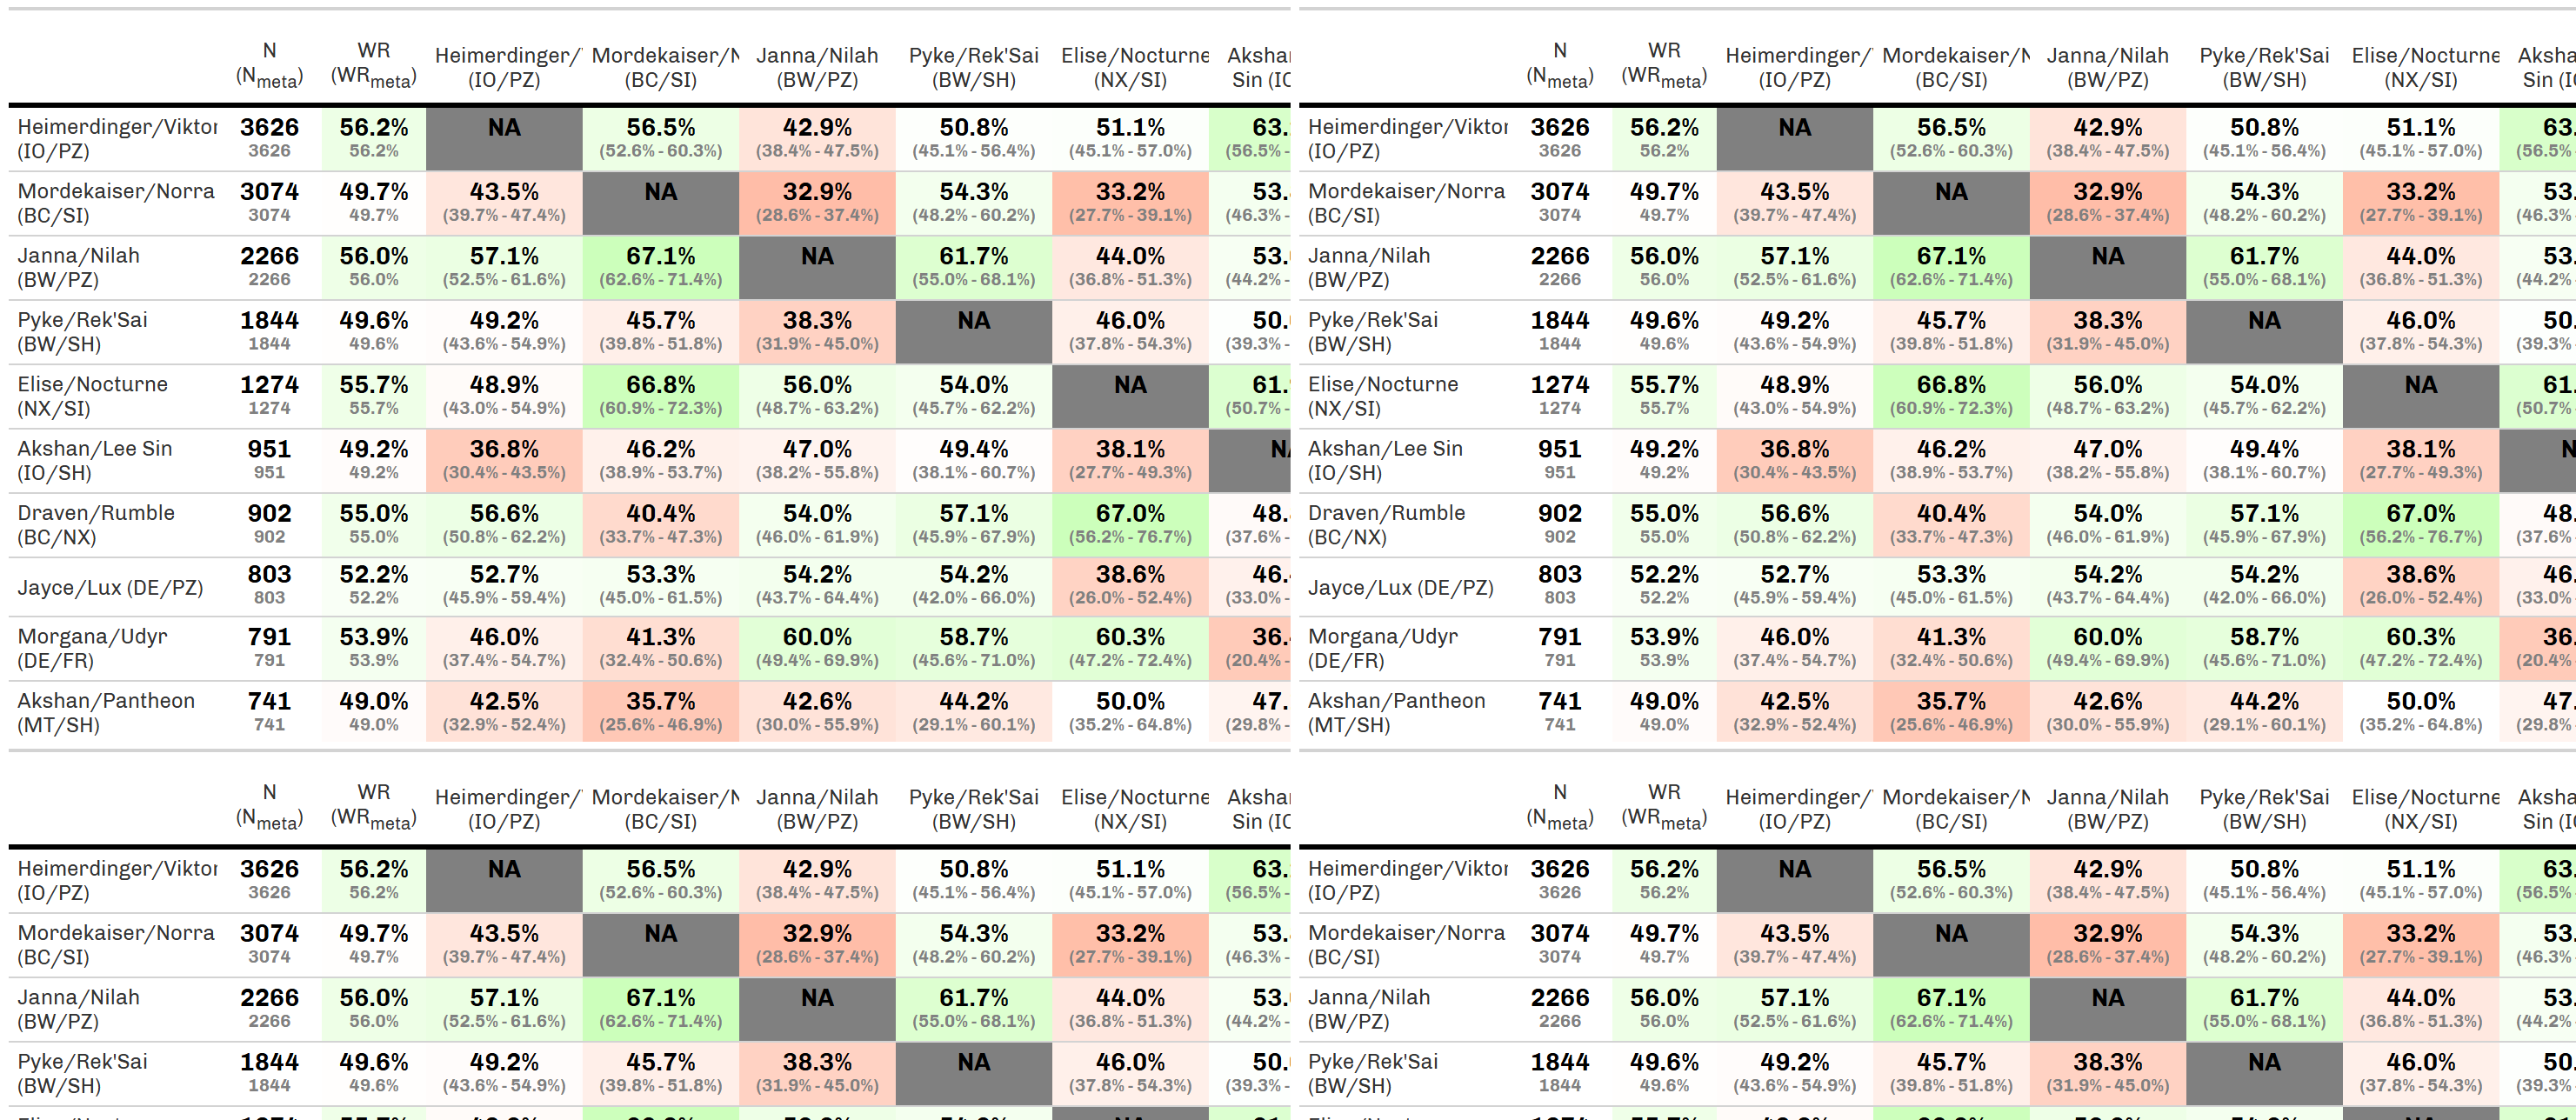 N WR Heimerdinger/ Mordekaiser/N Janna/Nilah Pyke/Rek'Sai Elise/Nocturne Aksha
(Nmeta) (WRmeta) (IO/PZ) (BC/SI) (BW/PZ) (BW/SH) (NX/SI) Sin (IO
Heimerdinger/Viktor 3626 56.2% NA 56.5% 42.9% 50.8% 51.1% 63.
(IO/PZ) 3626 56.2% (52.6% - 60.3%) (38.4% - 47.5%) (45.1% - 56.4%) (45.1% - 57.0%) (56.5% -
Mordekaiser/Norra 3074 49.7% 43.5% NA 32.9% 54.3% 33.2% 53.
(BC/SI) 3074 49.7% (39.7% - 47.4%) (28.6% - 37.4%) (48.2% - 60.2%) (27.7% - 39.1%) (46.3% -
Janna/Nilah 2266 56.0% 57.1% 67.1% NA 61.7% 44.0% 53.
(BW/PZ) 2266 56.0% (52.5% - 61.6%) (62.6% - 71.4%) (55.0% - 68.1%) (36.8% - 51.3%) (44.2% -
Pyke/Rek'Sai 1844 49.6% 49.2% 45.7% 38.3% NA 46.0% 50.
(BW/SH) 1844 49.6% (43.6% - 54.9%) (39.8% - 51.8%) (31.9% - 45.0%) (37.8% - 54.3%) (39.3% -
Elise/Nocturne 1274 55.7% 48.9% 66.8% 56.0% 54.0% NA 61.
(NX/SI) 1274 55.7% (43.0% - 54.9%) (60.9% - 72.3%) (48.7% - 63.2%) (45.7% - 62.2%) (50.7% -
Akshan/Lee Sin 951 49.2% 36.8% 46.2% 47.0% 49.4% 38.1% N
(IO/SH) 951 49.2% (30.4% - 43.5%) (38.9% - 53.7%) (38.2% - 55.8%) (38.1% - 60.7%) (27.7% - 49.3%)
Draven/Rumble 902 55.0% 56.6% 40.4% 54.0% 57.1% 67.0% 48.
(BC/NX) 902 55.0% (50.8% - 62.2%) (33.7% - 47.3%) (46.0% - 61.9%) (45.9% - 67.9%) (56.2% - 76.7%) (37.6% -
Jayce/Lux (DE/PZ) 803 52.2% 52.7% 53.3% 54.2% 54.2% 38.6% 46.
803 52.2% (45.9% - 59.4%) (45.0% - 61.5%) (43.7% - 64.4%) (42.0% - 66.0%) (26.0% - 52.4%) (33.0% -
Morgana/Udyr 791 53.9% 46.0% 41.3% 60.0% 58.7% 60.3% 36.
(DE/FR) 791 53.9% (37.4% - 54.7%) (32.4% - 50.6%) (49.4% - 69.9%) (45.6% - 71.0%) (47.2% - 72.4%) (20.4% -
Akshan/Pantheon 741 49.0% 42.5% 35.7% 42.6% 44.2% 50.0% 47.
(MT/SH) 741 49.0% (32.9% - 52.4%) (25.6% - 46.9%) (30.0% - 55.9%) (29.1% - 60.1%) (35.2% - 64.8%) (29.8% -
N WR Heimerdinger/ Mordekaiser/N Janna/Nilah Pyke/Rek'Sai Elise/Nocturne Aksha
(Nmeta) (WRmeta) (IO/PZ) (BC/SI) (BW/PZ) (BW/SH) (NX/SI) Sin (I
Heimerdinger/Viktor 3626 56.2% NA 56.5% 42.9% 50.8% 51.1% 63.
(IO/PZ) 3626 56.2% (52.6% - 60.3%) (38.4% - 47.5%) (45.1% - 56.4%) (45.1% - 57.0%) (56.5%
Mordekaiser/Norra 3074 49.7% 43.5% NA 32.9% 54.3% 33.2% 53.
(BC/SI) 3074 49.7% (39.7% - 47.4%) (28.6% - 37.4%) (48.2% - 60.2%) (27.7% - 39.1%) (46.3%
Janna/Nilah 2266 56.0% 57.1% 67.1% NA 61.7% 44.0% 53.
(BW/PZ) 2266 56.0% (52.5% - 61.6%) (62.6% - 71.4%) (55.0% - 68.1%) (36.8% - 51.3%) (44.2%
Pyke/Rek'Sai 1844 49.6% 49.2% 45.7% 38.3% NA 46.0% 50.
(BW/SH) 1844 49.6% (43.6% - 54.9%) (39.8% - 51.8%) (31.9% - 45.0%) (37.8% - 54.3%) (39.3%
Elise/Nocturne 1274 55.7% 48.9% 66.8% 56.0% 54.0% NA 61.
(NX/SI) 1274 55.7% (43.0% - 54.9%) (60.9% - 72.3%) (48.7% - 63.2%) (45.7% - 62.2%) (50.7%
Akshan/Lee Sin 951 49.2% 36.8% 46.2% 47.0% 49.4% 38.1% N
(IO/SH) 951 49.2% (30.4% - 43.5%) (38.9% - 53.7%) (38.2% - 55.8%) (38.1% - 60.7%) (27.7% - 49.3%)
Draven/Rumble 902 55.0% 56.6% 40.4% 54.0% 57.1% 67.0% 48.
(BC/NX) 902 55.0% (50.8% - 62.2%) (33.7% - 47.3%) (46.0% - 61.9%) (45.9% - 67.9%) (56.2% - 76.7%) (37.6%
Jayce/Lux (DE/PZ) 803 52.2% 52.7% 53.3% 54.2% 54.2% 38.6% 46.
803 52.2% (45.9% - 59.4%) (45.0% - 61.5%) (43.7% - 64.4%) (42.0% - 66.0%) (26.0% - 52.4%) (33.0%
Morgana/Udyr 791 53.9% 46.0% 41.3% 60.0% 58.7% 60.3% 36.
(DE/FR) 791 53.9% (37.4% - 54.7%) (32.4% - 50.6%) (49.4% - 69.9%) (45.6% - 71.0%) (47.2% - 72.4%) (20.4%
Akshan/Pantheon 741 49.0% 42.5% 35.7% 42.6% 44.2% 50.0% 47.
(MT/SH) 741 49.0% (32.9% - 52.4%) (25.6% - 46.9%) (30.0% - 55.9%) (29.1% - 60.1%) (35.2% - 64.8%) (29.8%
N WR Heimerdinger/ Mordekaiser/N Janna/Nilah Pyke/Rek'Sai Elise/Nocturne Aksha
(Nmeta) (WRmeta) (IO/PZ) (BC/SI) (BW/PZ) (BW/SH) (NX/SI) Sin (IO
Heimerdinger/Viktor 3626 56.2% NA 56.5% 42.9% 50.8% 51.1% 63.
(IO/PZ) 3626 56.2% (52.6% - 60.3%) (38.4% - 47.5%) (45.1% - 56.4%) (45.1% - 57.0%) (56.5% -
Mordekaiser/Norra 3074 49.7% 43.5% NA 32.9% 54.3% 33.2% 53.
(BC/SI) 3074 49.7% (39.7% - 47.4%) (28.6% - 37.4%) (48.2% - 60.2%) (27.7% - 39.1%) (46.3% -
Janna/Nilah 2266 56.0% 57.1% 67.1% NA 61.7% 44.0% 53.
(BW/PZ) 2266 56.0% (52.5% - 61.6%) (62.6% - 71.4%) (55.0% - 68.1%) (36.8% - 51.3%) (44.2% -
Pyke/Rek'Sai 1844 49.6% 49.2% 45.7% 38.3% NA 46.0% 50.
(BW/SH) 1844 49.6% (43.6% - 54.9%) (39.8% - 51.8%) (31.9% - 45.0%) (37.8% - 54.3%) (39.3% -
N WR Heimerdinger/ Mordekaiser/N Janna/Nilah Pyke/Rek'Sai Elise/Nocturne Aksha
(Nmeta) (WRmeta) (IO/PZ) (BC/SI) (BW/PZ) (BW/SH) (NX/SI) Sin (I
Heimerdinger/Viktor 3626 56.2% NA 56.5% 42.9% 50.8% 51.1% 63.
(IO/PZ) 3626 56.2% (52.6% - 60.3%) (38.4% - 47.5%) (45.1% - 56.4%) (45.1% - 57.0%) (56.5%
Mordekaiser/Norra 3074 49.7% 43.5% NA 32.9% 54.3% 33.2% 53.
(BC/SI) 3074 49.7% (39.7% - 47.4%) (28.6% - 37.4%) (48.2% - 60.2%) (27.7% - 39.1%) (46.3%
Janna/Nilah 2266 56.0% 57.1% 67.1% NA 61.7% 44.0% 53.
(BW/PZ) 2266 56.0% (52.5% - 61.6%) (62.6% - 71.4%) (55.0% - 68.1%) (36.8% - 51.3%) (44.2%
Pyke/Rek'Sai 1844 49.6% 49.2% 45.7% 38.3% NA 46.0% 50.
(BW/SH) 1844 49.6% (43.6% - 54.9%) (39.8% - 51.8%) (31.9% - 45.0%) (37.8% - 54.3%) (39.3%